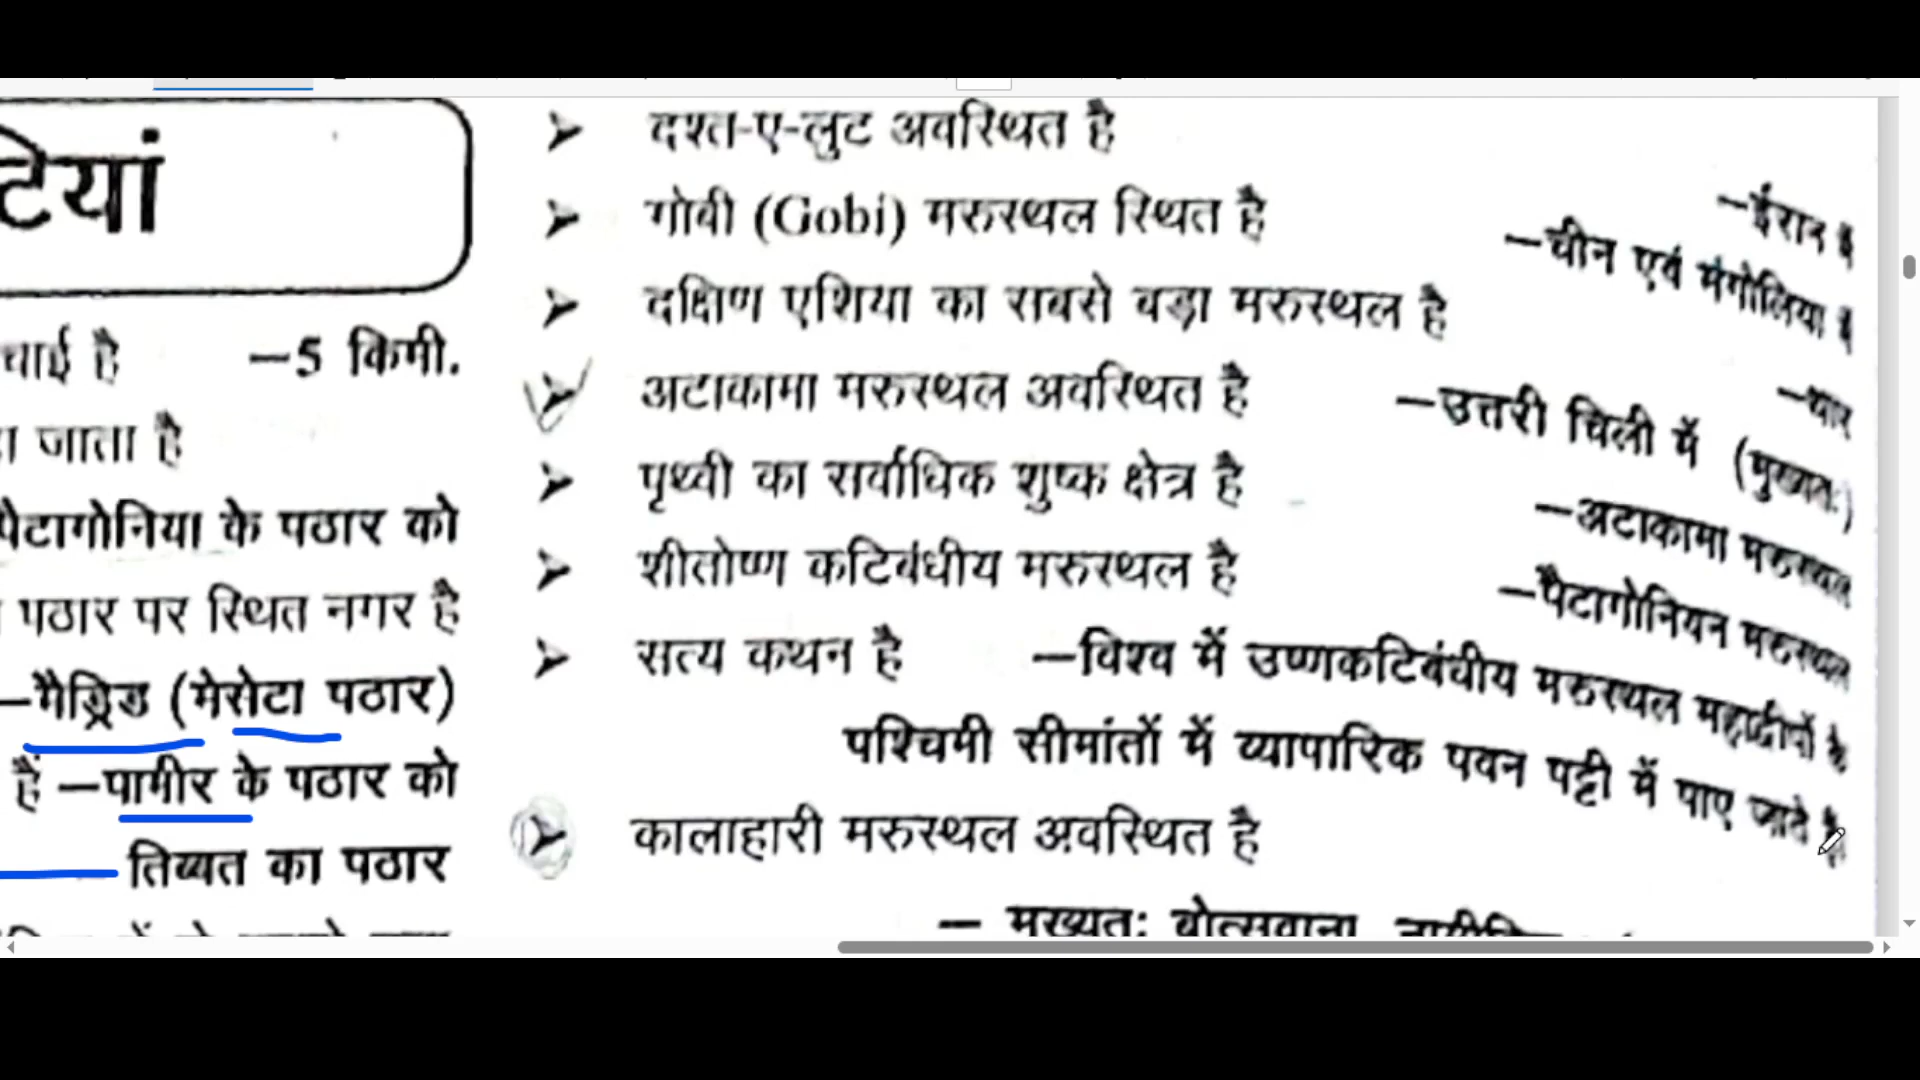 टियां
चाई है —5 किमी.
जाता है
पैटागोनिया के पठार को
पठार पर स्थित नगर है
—मैड्रिड (मेसेटा पठार)
हैं —पामीर के पठार को
तिब्बत का पठार
दश्त-ए-लुट अवस्थित है
—ईरान में
गोबी (Gobi) मरुस्थल स्थित है
—चीन एवं मंगोलिया में
दक्षिण एशिया का सबसे बड़ा मरुस्थल है
—थार
अटाकामा मरुस्थल अवस्थित है
—उत्तरी चिली में (मुख्यतः)
पृथ्वी का सर्वाधिक शुष्क क्षेत्र है
—अटाकामा मरुस्थल
शीतोष्ण कटिबंधीय मरुस्थल है
—पैटागोनियन मरुस्थल
सत्य कथन है —विश्व में उष्णकटिबंधीय मरुस्थल महाद्वीपों के
पश्चिमी सीमांतों में व्यापारिक पवन पट्टी में पाए जाते हैं
कालाहारी मरुस्थल अवस्थित है
— मुख्यतः बोत्सवाना,